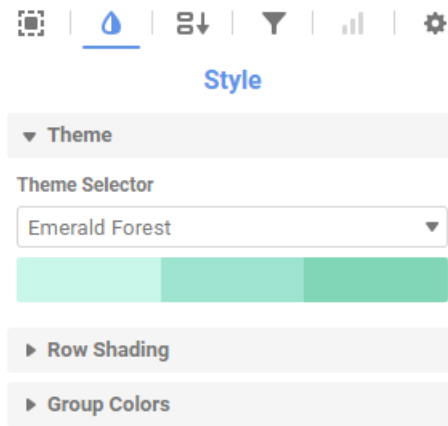 Style
Theme
Theme Selector
Emerald Forest
Row Shading
Group Colors